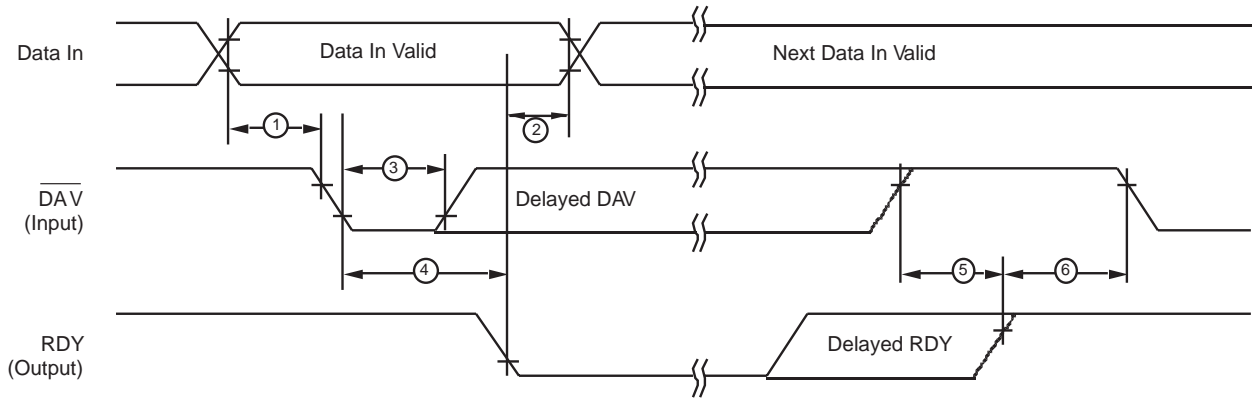 Data In
Data In Valid
Next Data In Valid
1
2
3
DAV
(Input)
Delayed DAV
4
5
6
RDY
(Output)
Delayed RDY